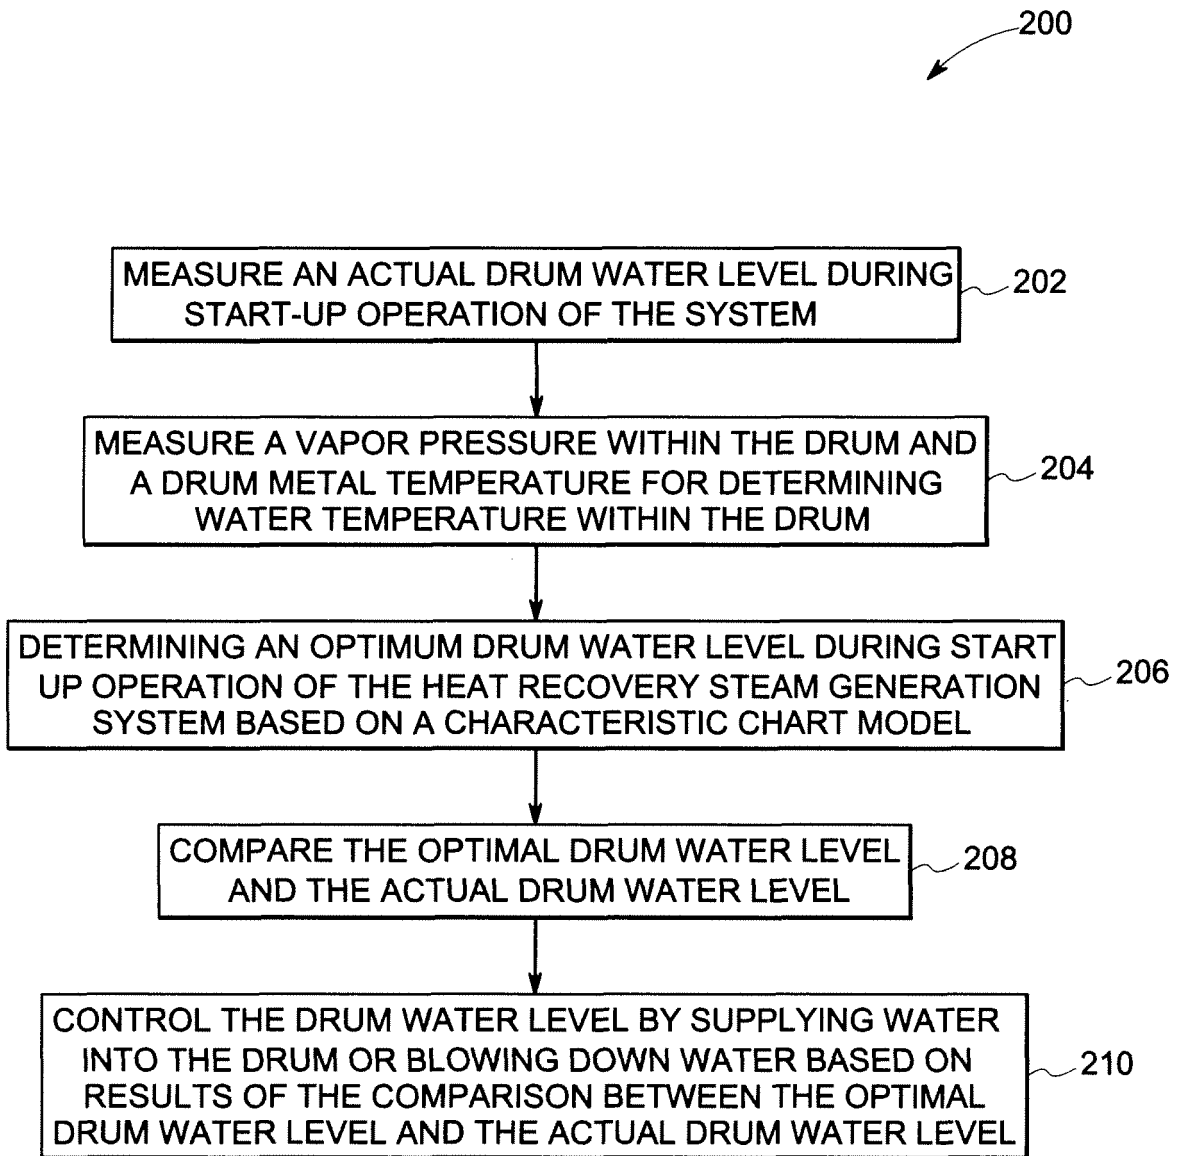 200
MEASURE AN ACTUAL DRUM WATER LEVEL DURING
START-UP OPERATION OF THE SYSTEM
202
MEASURE A VAPOR PRESSURE WITHIN THE DRUM AND
A DRUM METAL TEMPERATURE FOR DETERMINING
WATER TEMPERATURE WITHIN THE DRUM
204
DETERMINING AN OPTIMUM DRUM WATER LEVEL DURING START
UP OPERATION OF THE HEAT RECOVERY STEAM GENERATION
SYSTEM BASED ON A CHARACTERISTIC CHART MODEL
206
COMPARE THE OPTIMAL DRUM WATER LEVEL
AND THE ACTUAL DRUM WATER LEVEL
208
CONTROL THE DRUM WATER LEVEL BY SUPPLYING WATER
INTO THE DRUM OR BLOWING DOWN WATER BASED ON
RESULTS OF THE COMPARISON BETWEEN THE OPTIMAL
DRUM WATER LEVEL AND THE ACTUAL DRUM WATER LEVEL
210